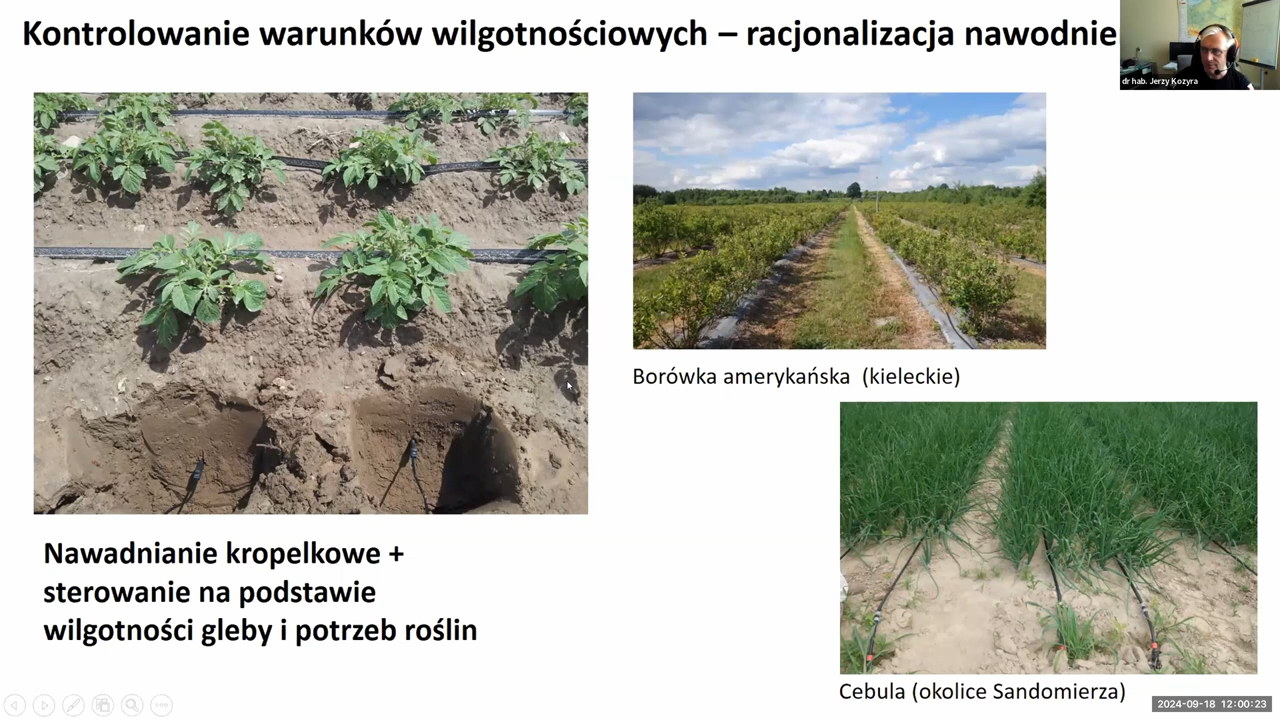 Kontrolowanie warunków wilgotnościowych – racjonalizacja nawodnie
dr hab. Jerzy Kozyra
Borówka amerykańska (kieleckie)
Nawadnianie kropelkowe +
sterowanie na podstawie
wilgotności gleby i potrzeb roślin
Cebula (okolice Sandomierza)
2024-09-18 12:00:23